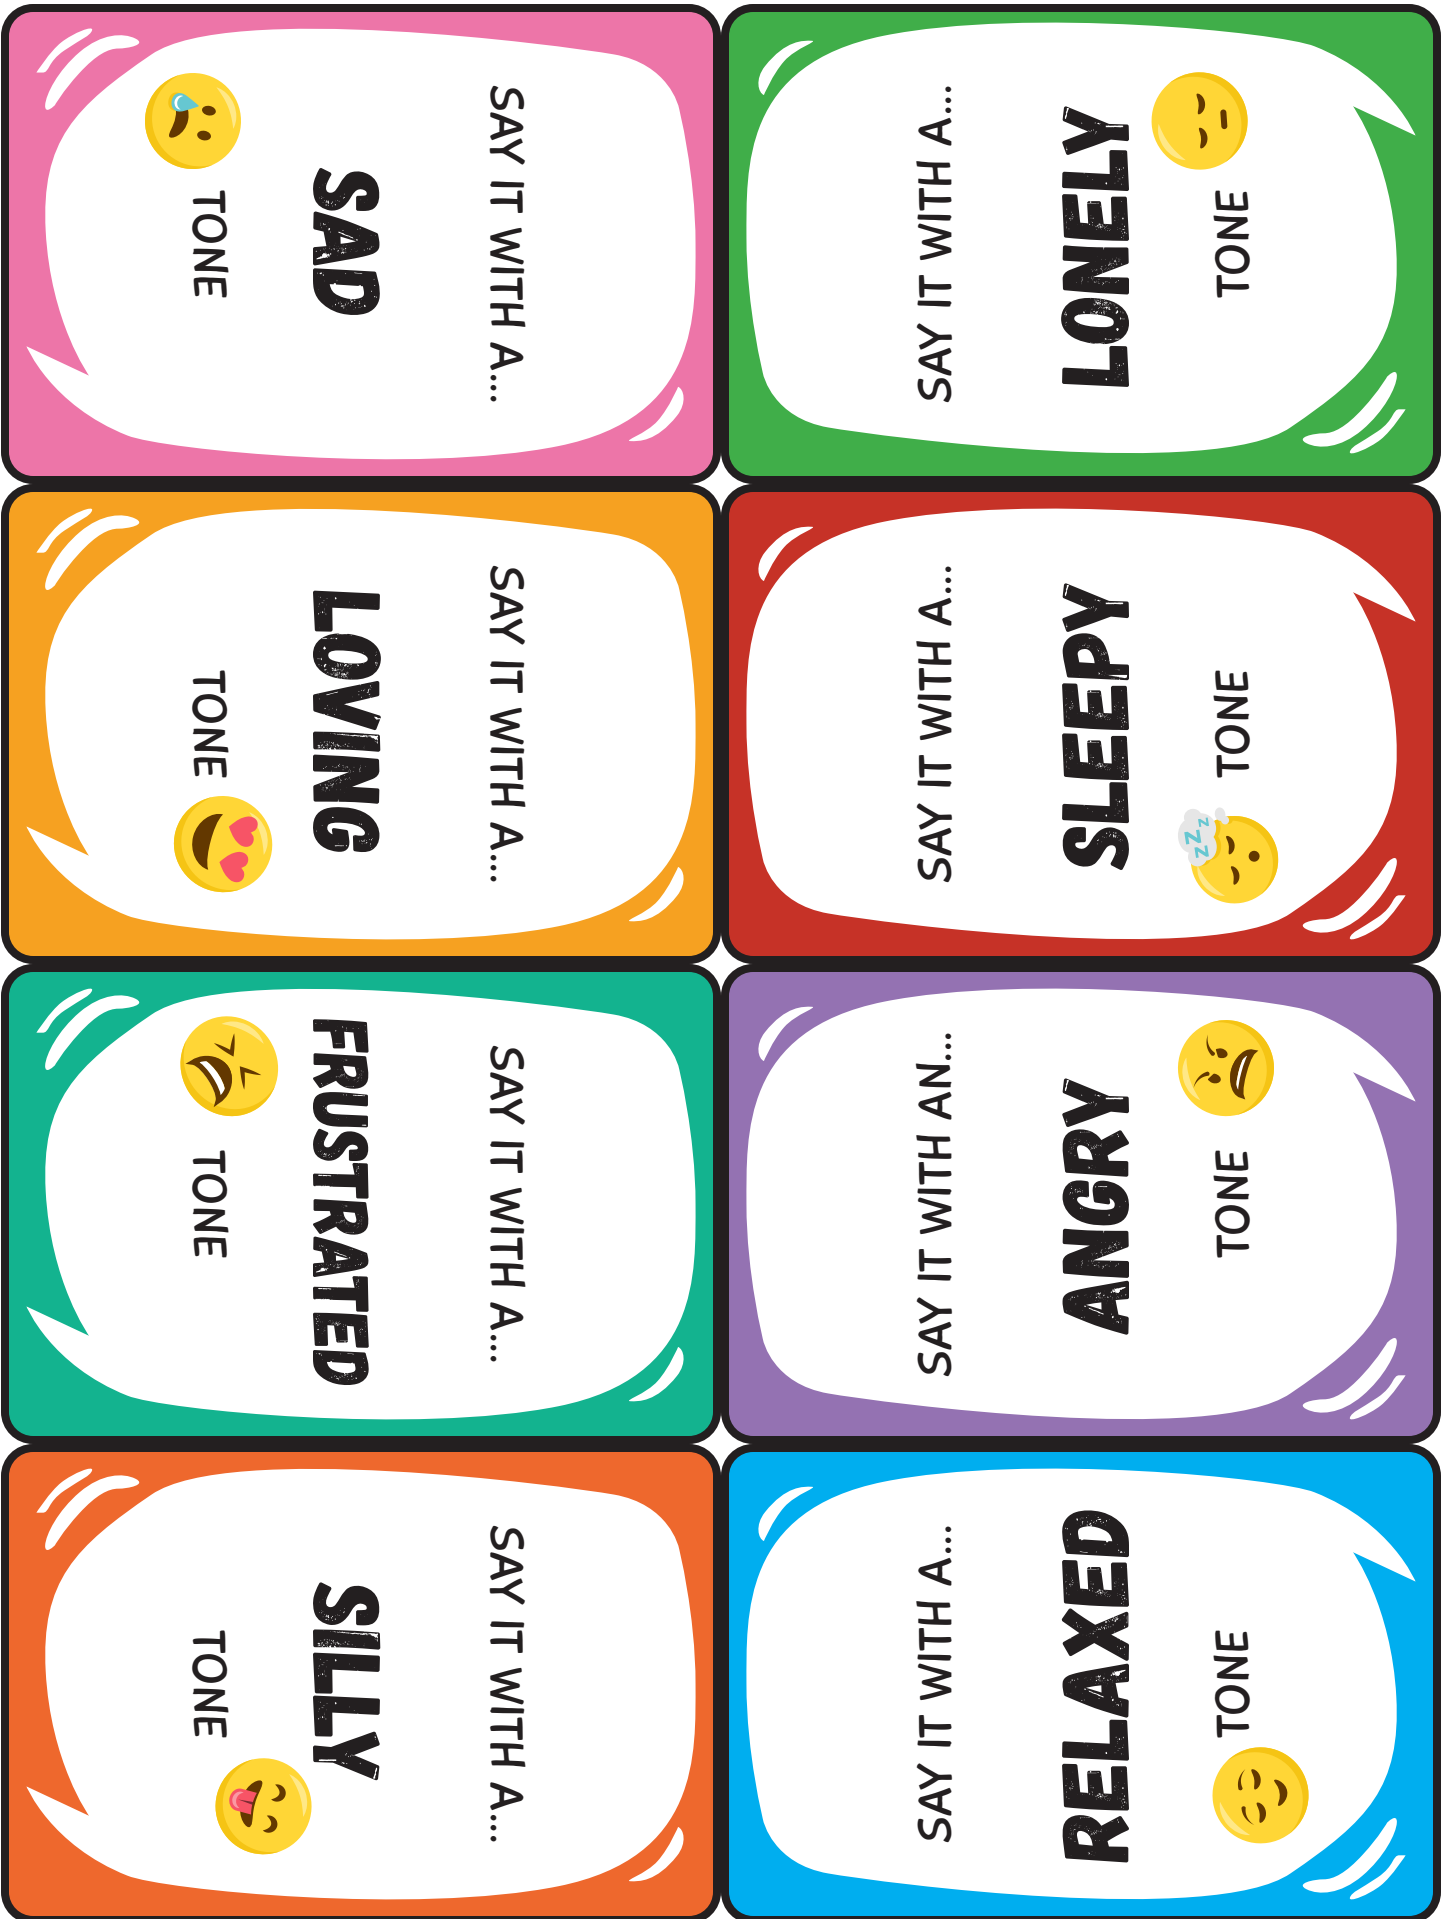 SAY IT WITH A...
SAD
TONE
SAY IT WITH A...
LONELY
TONE
SAY IT WITH A...
LOVING
TONE
SAY IT WITH A...
SLEEPY
TONE
z
z
z
SAY IT WITH A...
FRUSTRATED
TONE
SAY IT WITH AN...
ANGRY
TONE
SAY IT WITH A...
SILLY
TONE
SAY IT WITH A...
RELAXED
TONE